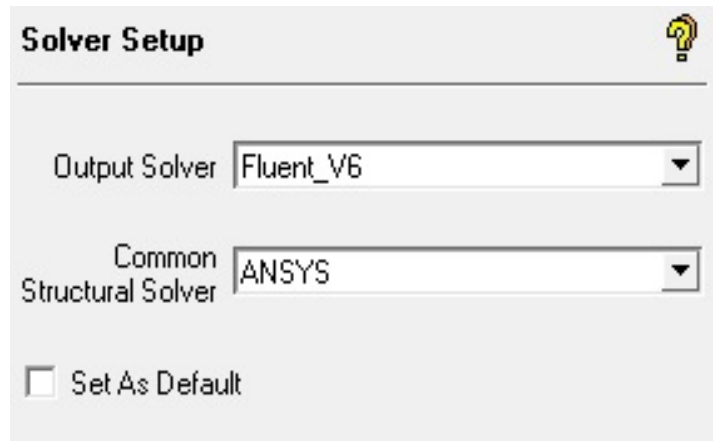 Solver Setup
Output Solver Fluent_V6
Common
Structural Solver ANSYS
Set As Default